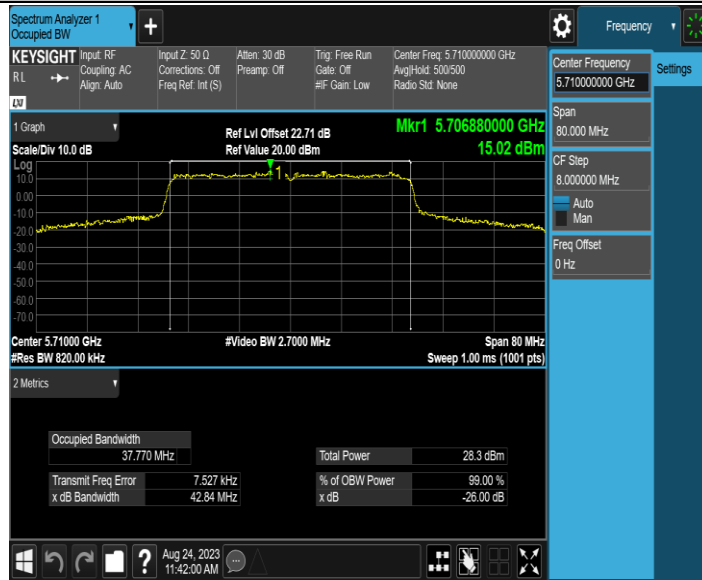 Spectrum Analyzer 1
Occupied BW
+
Frequency
KEYSIGHT
RL
LXI
Input: RF
Coupling: AC
Align: Auto
Input Z: 50 Ω
Corrections: Off
Freq Ref: Int (S)
Atten: 30 dB
Preamp: Off
Trig: Free Run
Gate: Off
#IF Gain: Low
Center Freq: 5.710000000 GHz
Avg|Hold: 500/500
Radio Std: None
Center Frequency
5.710000000 GHz
Settings
Span
80.000 MHz
CF Step
8.000000 MHz
Auto
Man
Freq Offset
0 Hz
1 Graph
Scale/Div 10.0 dB
Ref Lvl Offset 22.71 dB
Ref Value 20.00 dBm
Mkr1 5.706880000 GHz
15.02 dBm
Log
10.0
0.00
-10.0
-20.0
-30.0
-40.0
-50.0
-60.0
-70.0
1
Center 5.71000 GHz
#Res BW 820.00 kHz
#Video BW 2.7000 MHz
Span 80 MHz
Sweep 1.00 ms (1001 pts)
2 Metrics
Occupied Bandwidth
37.770 MHz
Total Power 28.3 dBm
Transmit Freq Error 7.527 kHz
% of OBW Power 99.00 %
x dB Bandwidth 42.84 MHz
x dB -26.00 dB
?
Aug 24, 2023
11:42:00 AM